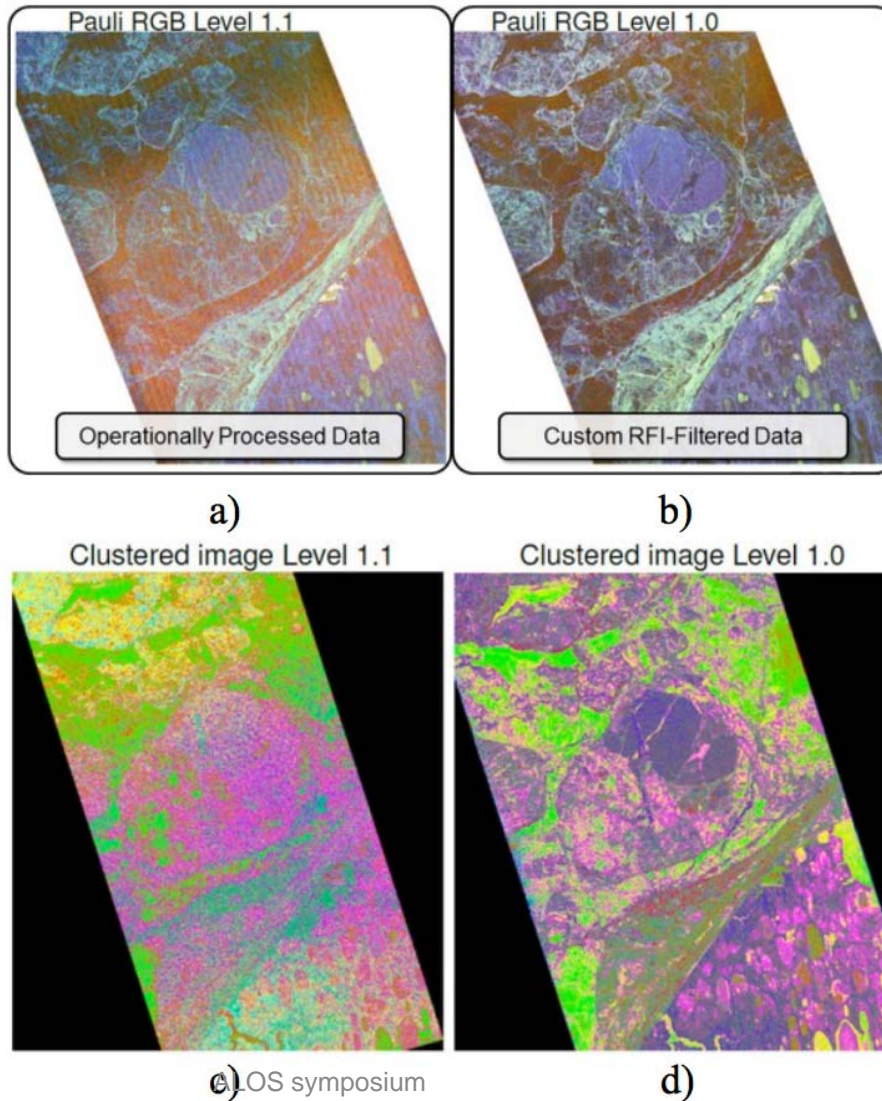 Pauli RGB Level 1.1
Pauli RGB Level 1.0
Operationally Processed Data
Custom RFI-Filtered Data
a)
b)
Clustered image Level 1.1
Clustered image Level 1.0
c)
ALOS symposium
d)